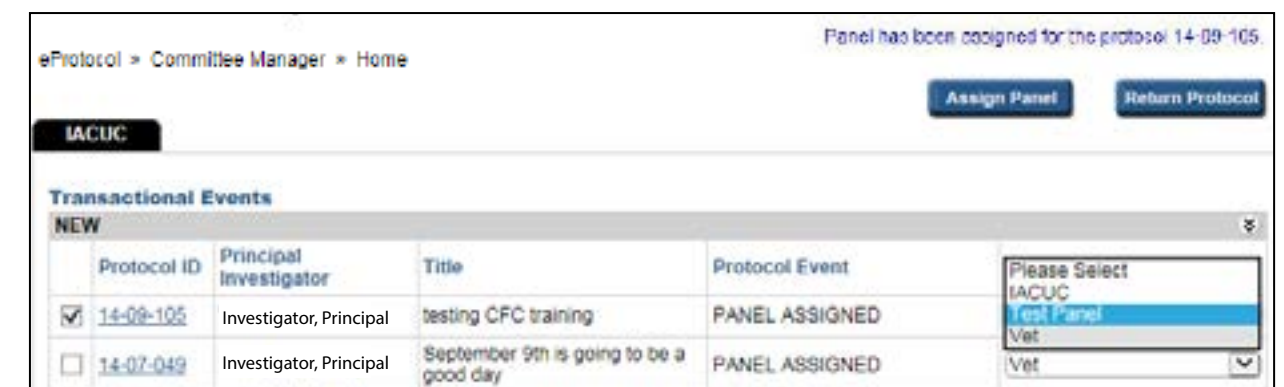 Panel has been assigned for the protocol 14-09-105.
eProtocol » Committee Manager » Home
Assign Panel
Return Protocol
IACUC
Transactional Events
NEW
Protocol ID
Principal
Investigator
Title
Protocol Event
Please Select
IACUC
Test Panel
Vet
14-09-105
Investigator, Principal
testing CFC training
PANEL ASSIGNED
14-07-049
Investigator, Principal
September 9th is going to be a
good day
PANEL ASSIGNED
Vet